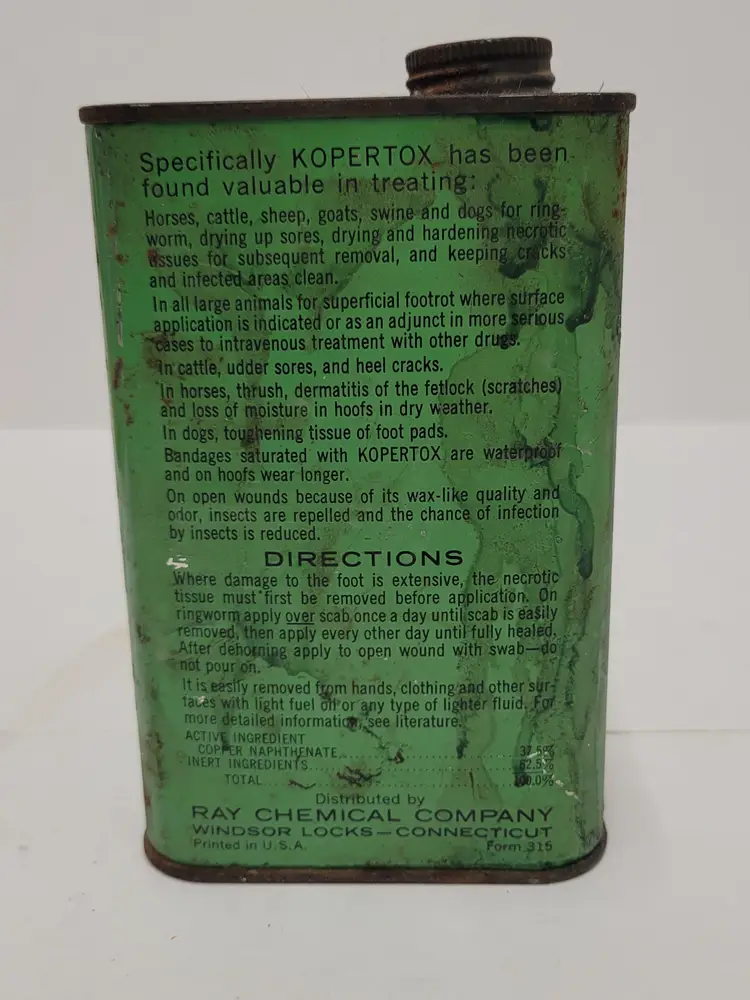 Specifically KOPERTOX has been
found valuable in treating:
Horses, cattle, sheep, goats, swine and dogs for ring-
worm, drying up sores, drying and hardening necrotic
tissues for subsequent removal, and keeping cracks
and infected areas clean.
In all large animals for superficial footrot where surface
application is indicated or as an adjunct in more serious
cases to intravenous treatment with other drugs.
In cattle, udder sores, and heel cracks.
In horses, thrush, dermatitis of the fetlock (scratches)
and loss of moisture in hoofs in dry weather.
In dogs, toughening tissue of foot pads.
Bandages saturated with KOPERTOX are waterproof
and on hoofs wear longer.
On open wounds because of its wax-like quality and
odor, insects are repelled and the chance of infection
by insects is reduced.
DIRECTIONS
Where damage to the foot is extensive, the necrotic
tissue must first be removed before application. On
ringworm apply over scab once a day until scab is easily
removed, then apply every other day until fully healed.
After dehorning apply to open wound with swab—do
not pour on.
It is easily removed from hands, clothing and other sur-
faces with light fuel oil or any type of lighter fluid. For
more detailed information, see literature.
ACTIVE INGREDIENT
COPPER NAPHTHENATE 37.5%
INERT INGREDIENTS 62.5%
TOTAL 100.0%
Distributed by
RAY CHEMICAL COMPANY
WINDSOR LOCKS—CONNECTICUT
Printed in U.S.A. Form 315